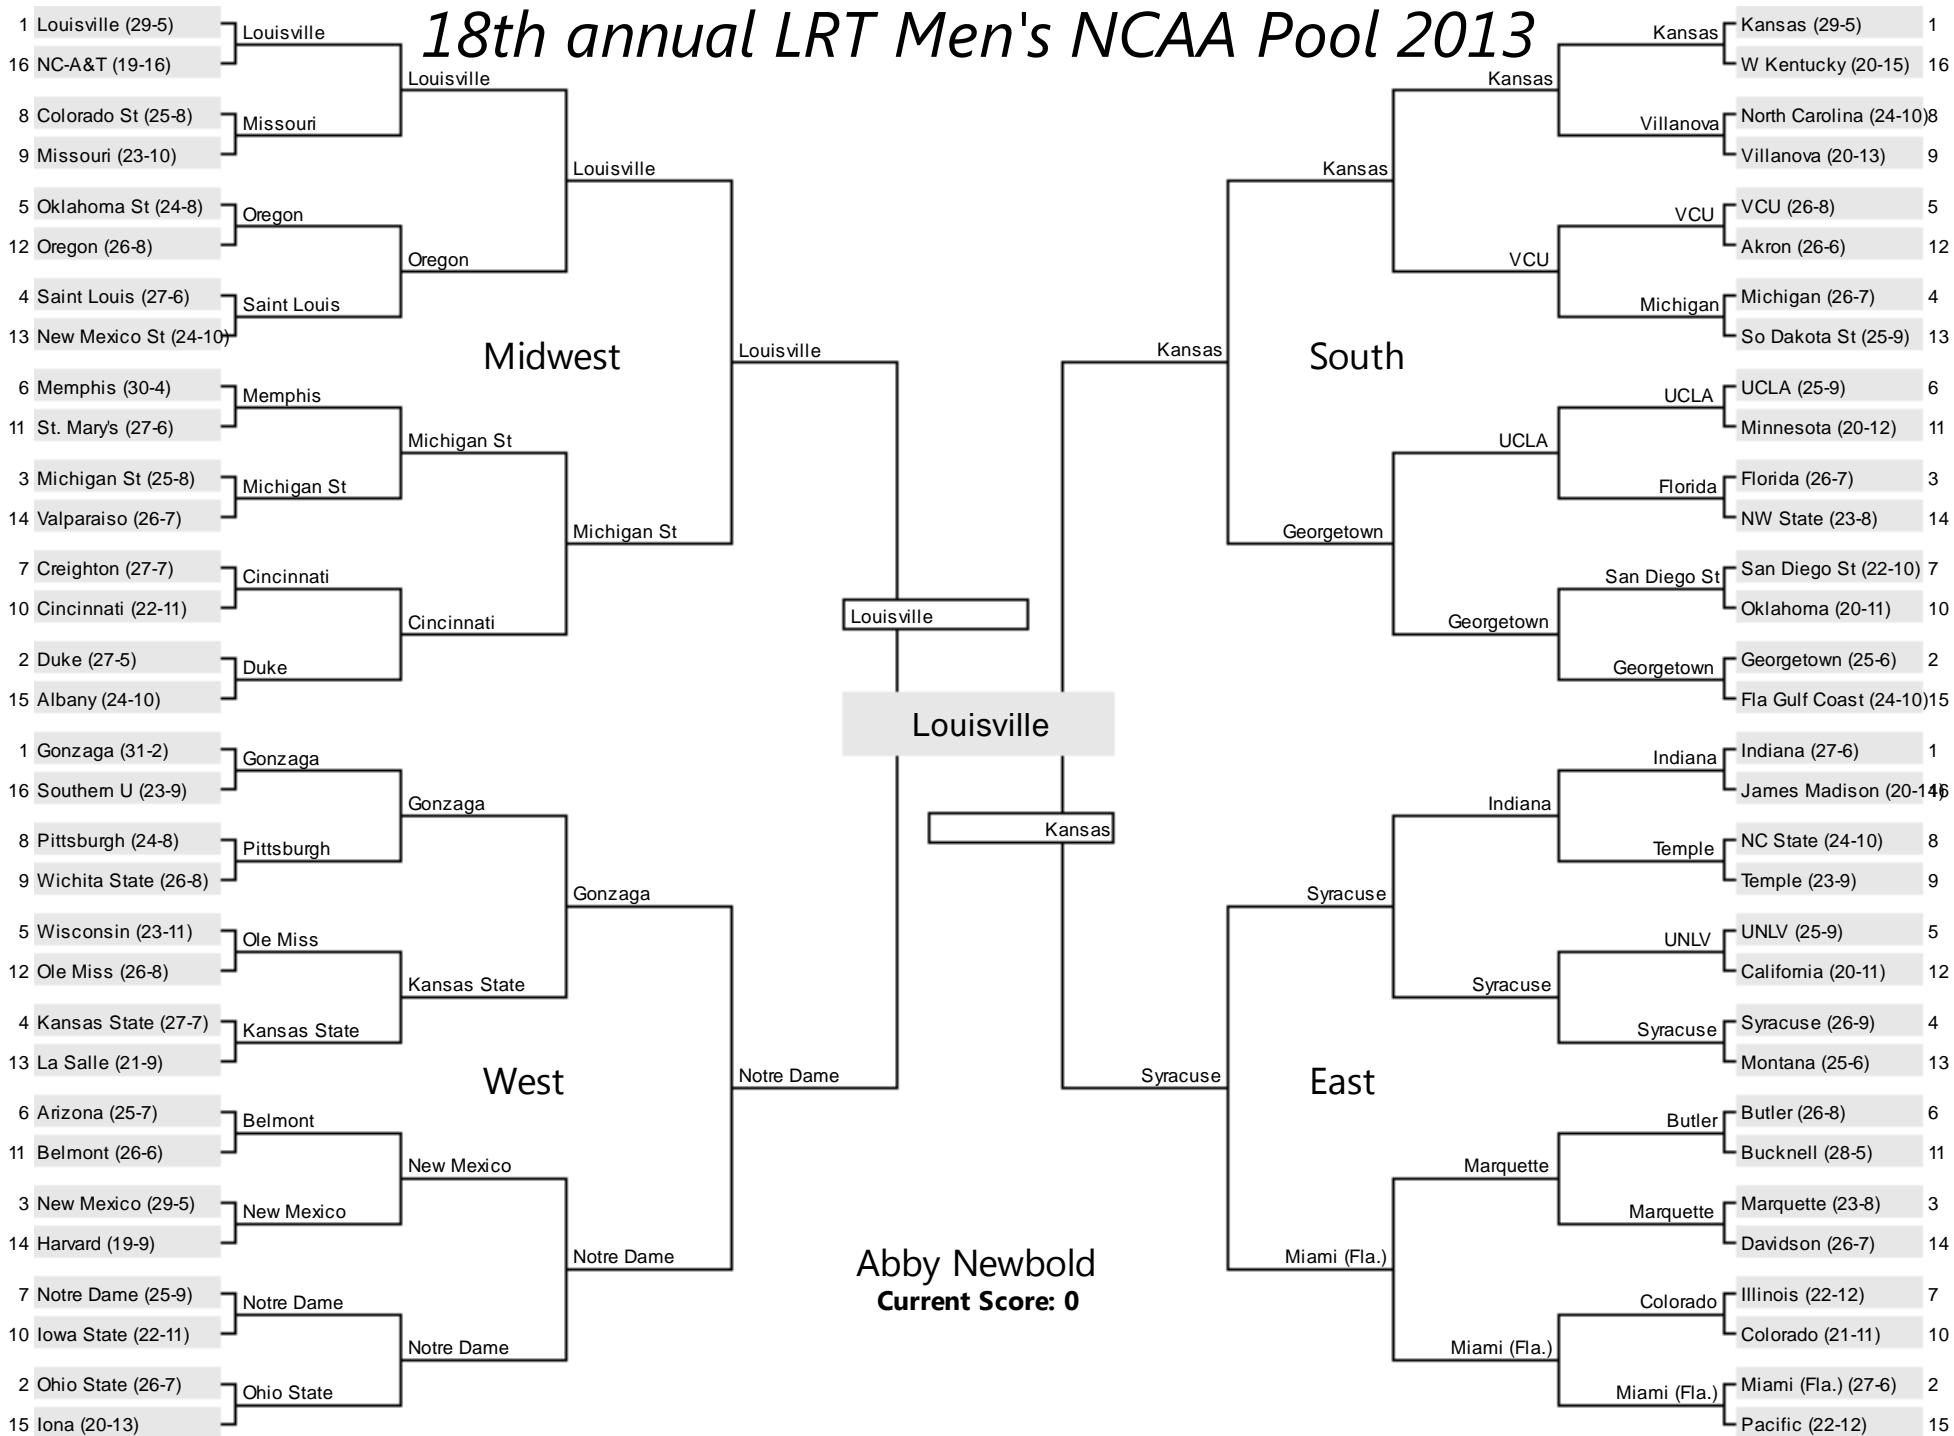 18th annual LRT Men's NCAA Pool 2013
1 Louisville (29-5)
16 NC-A&T (19-16)
8 Colorado St (25-8)
9 Missouri (23-10)
5 Oklahoma St (24-8)
12 Oregon (26-8)
4 Saint Louis (27-6)
13 New Mexico St (24-10)
6 Memphis (30-4)
11 St. Mary's (27-6)
3 Michigan St (25-8)
14 Valparaiso (26-7)
7 Creighton (27-7)
10 Cincinnati (22-11)
2 Duke (27-5)
15 Albany (24-10)
Louisville
Missouri
Oregon
Saint Louis
Memphis
Michigan St
Cincinnati
Duke
Louisville
Oregon
Michigan St
Cincinnati
Louisville
Michigan St
Midwest
Louisville
1 Gonzaga (31-2)
16 Southern U (23-9)
8 Pittsburgh (24-8)
9 Wichita State (26-8)
5 Wisconsin (23-11)
12 Ole Miss (26-8)
4 Kansas State (27-7)
13 La Salle (21-9)
6 Arizona (25-7)
11 Belmont (26-6)
3 New Mexico (29-5)
14 Harvard (19-9)
7 Notre Dame (25-9)
10 Iowa State (22-11)
2 Ohio State (26-7)
15 Iona (20-13)
Gonzaga
Pittsburgh
Ole Miss
Kansas State
Belmont
New Mexico
Notre Dame
Ohio State
Gonzaga
Kansas State
New Mexico
Notre Dame
Gonzaga
Notre Dame
West
Notre Dame
Louisville
Louisville
Kansas
Abby Newbold
Current Score: 0
Kansas
South
Kansas
Georgetown
Kansas
VCU
UCLA
Georgetown
Kansas
Villanova
VCU
Michigan
UCLA
Florida
San Diego St
Georgetown
Kansas (29-5) 1
W Kentucky (20-15) 16
North Carolina (24-10) 8
Villanova (20-13) 9
VCU (26-8) 5
Akron (26-6) 12
Michigan (26-7) 4
So Dakota St (25-9) 13
UCLA (25-9) 6
Minnesota (20-12) 11
Florida (26-7) 3
NW State (23-8) 14
San Diego St (22-10) 7
Oklahoma (20-11) 10
Georgetown (25-6) 2
Fla Gulf Coast (24-10) 15
Syracuse
East
Syracuse
Miami (Fla.)
Indiana
Syracuse
Marquette
Miami (Fla.)
Indiana
Temple
UNLV
Syracuse
Butler
Marquette
Colorado
Miami (Fla.)
Indiana (27-6) 1
James Madison (20-14) 16
NC State (24-10) 8
Temple (23-9) 9
UNLV (25-9) 5
California (20-11) 12
Syracuse (26-9) 4
Montana (25-6) 13
Butler (26-8) 6
Bucknell (28-5) 11
Marquette (23-8) 3
Davidson (26-7) 14
Illinois (22-12) 7
Colorado (21-11) 10
Miami (Fla.) (27-6) 2
Pacific (22-12) 15